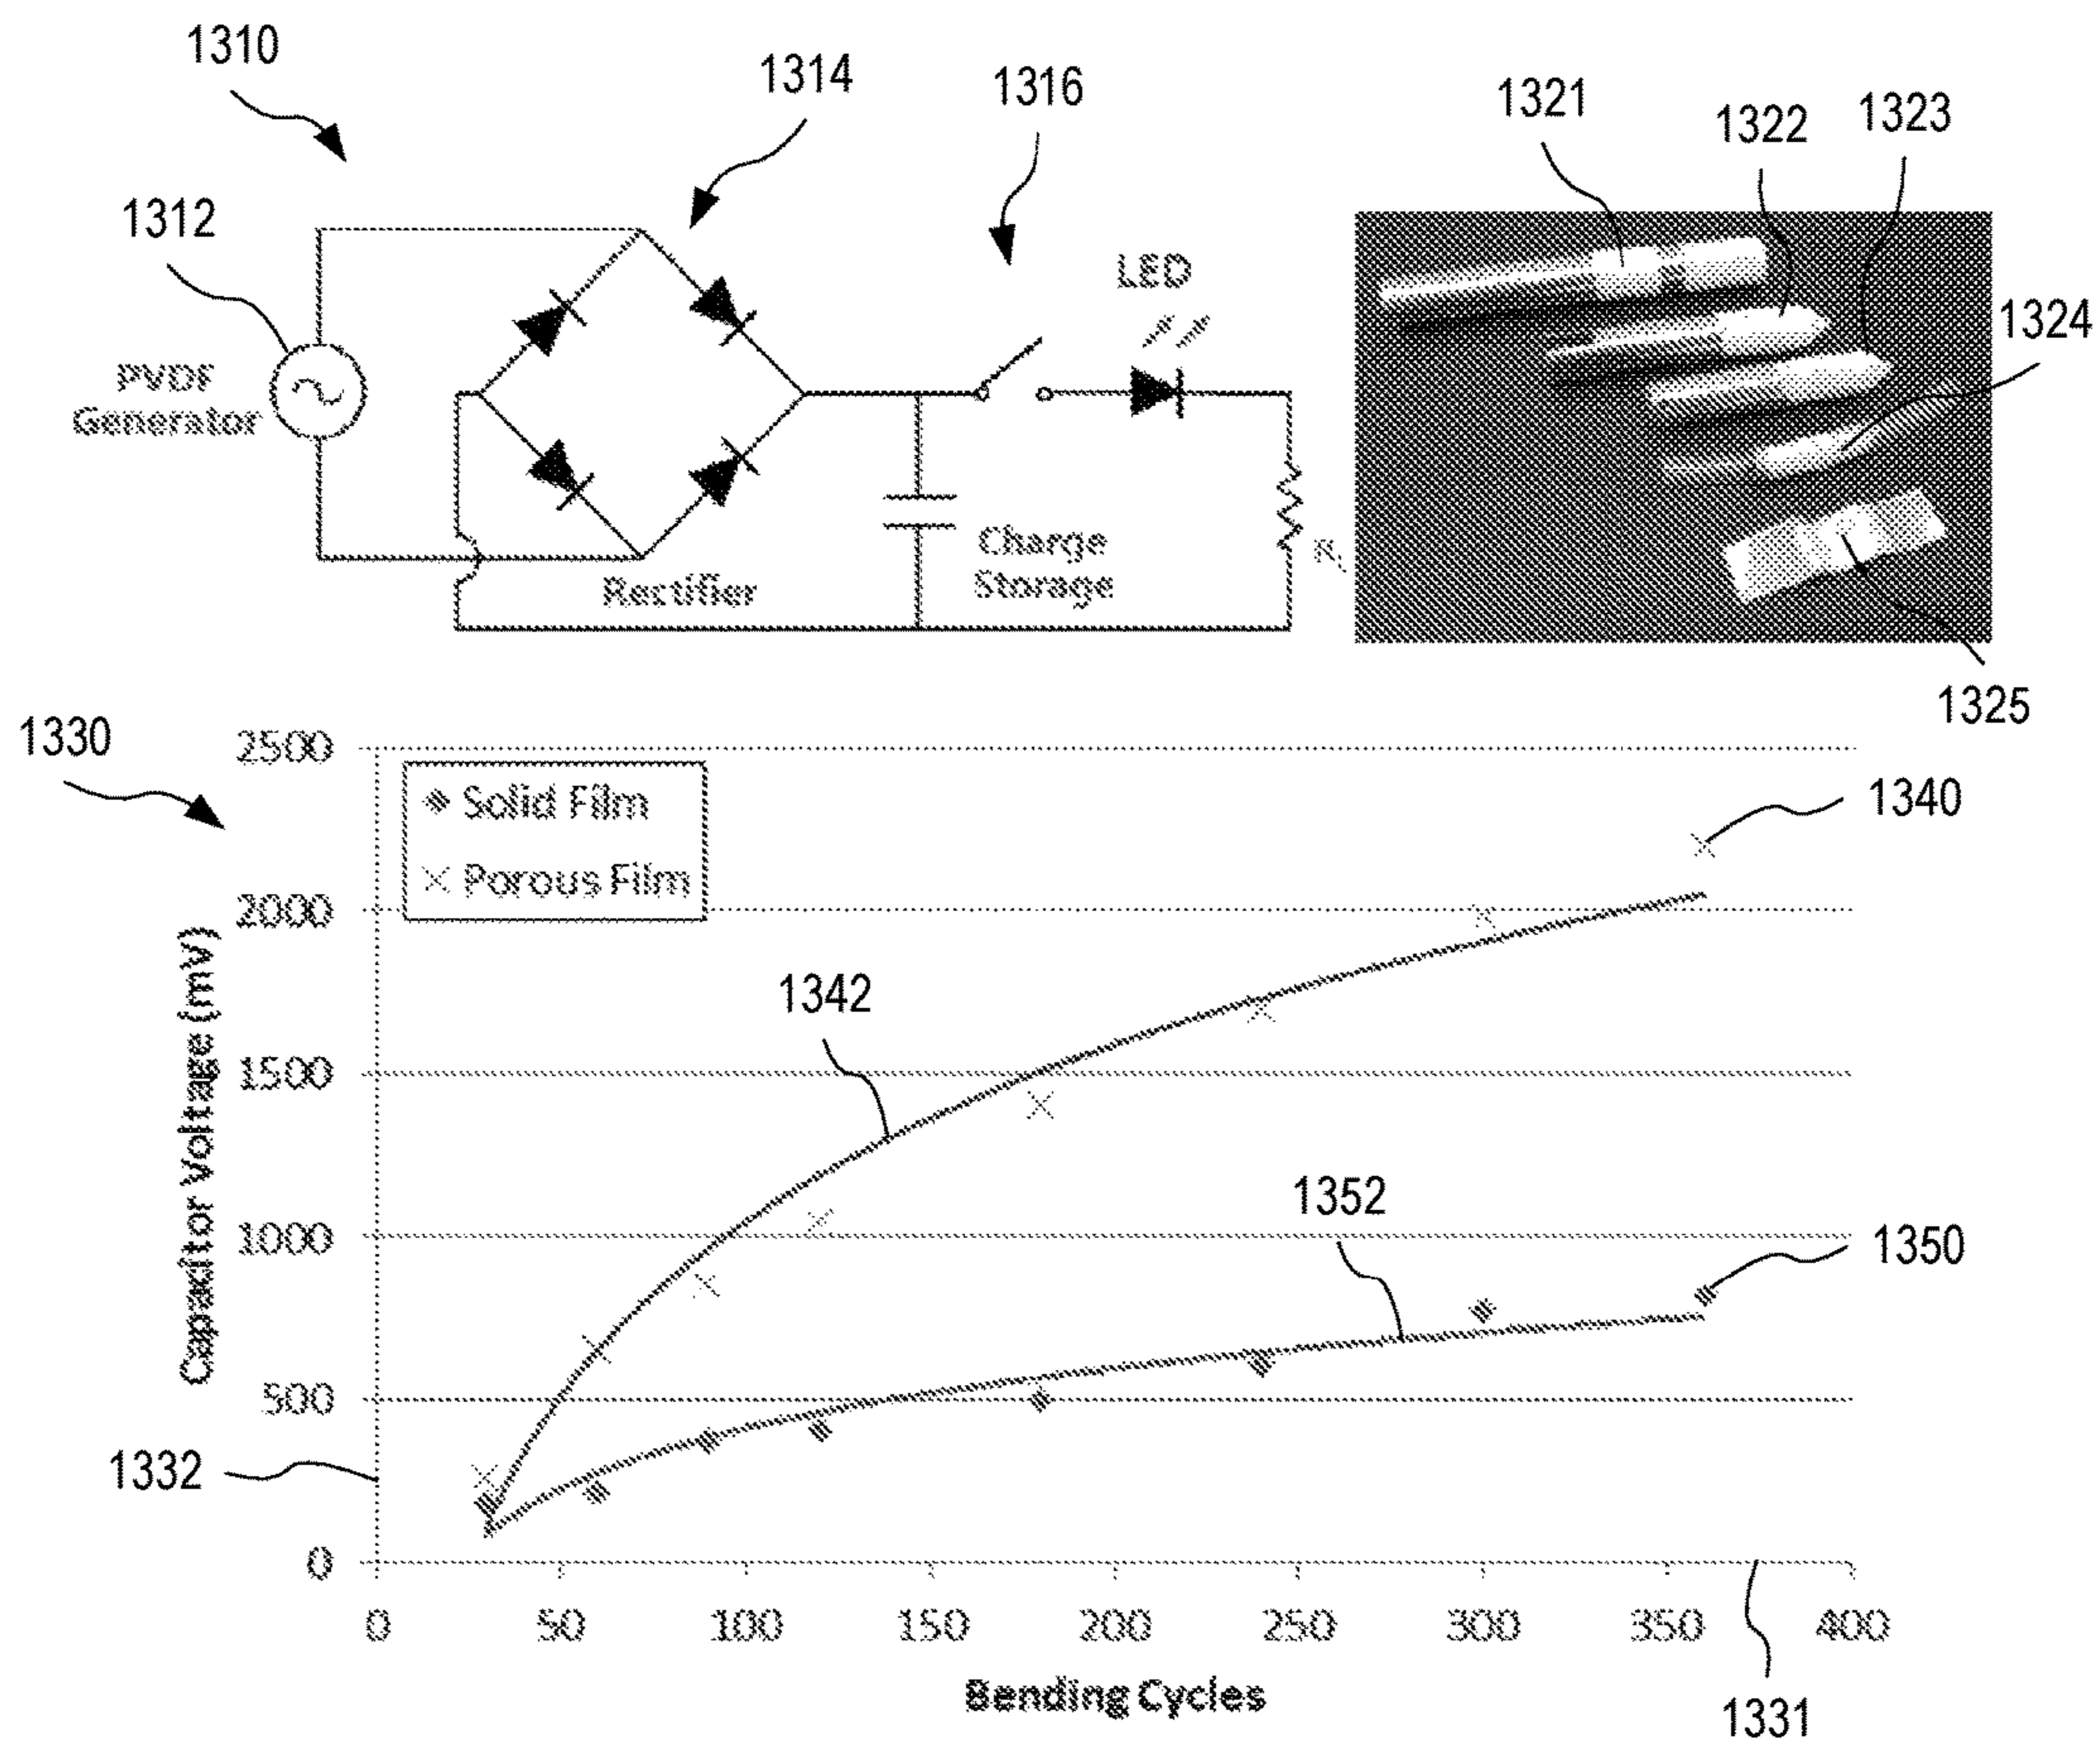 1310
1314
1316
1321
1322
1323
1312
1324
LED
PVDF
Generator
Charge
Storage
Rectifier
1325
1330
2500
Solid Film
Porous Film
1340
2000
1342
1500
1352
1000
1350
500
1332
0
Capacitor Voltage (mV)
0 50 100 150 200 250 300 350 400
Bending Cycles
1331